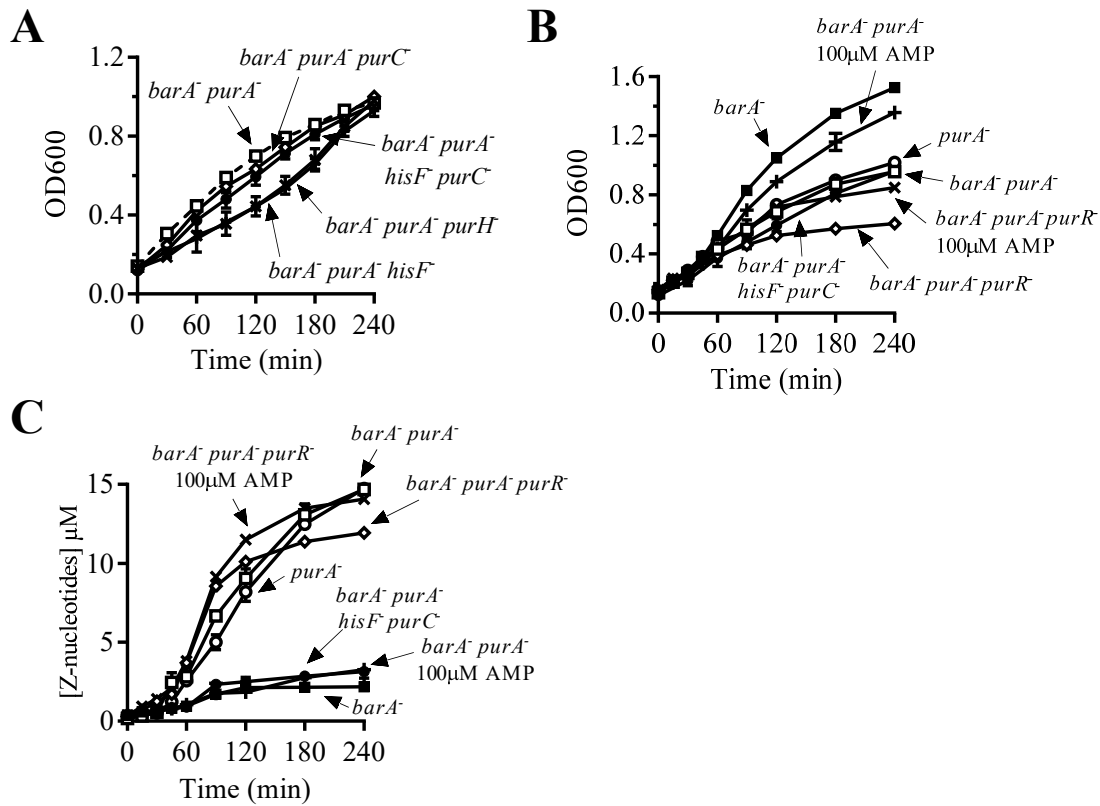 A
OD600
1.2
0.8
0.4
0.0
0 60 120 180 240
Time (min)
barA- purA- purC-
barA- purA-
barA- purA-
hisF- purC-
barA- purA- purH-
barA- purA- hisF-
B
OD600
1.6
1.2
0.8
0.4
0.0
0 60 120 180 240
Time (min)
barA- purA-
100μM AMP
barA-
purA-
barA- purA-
barA- purA- purR-
100μM AMP
barA- purA-
hisF- purC-
barA- purA- purR-
C
[Z-nucleotides] μM
15
10
5
0
0 60 120 180 240
Time (min)
barA- purA-
barA- purA- purR-
100μM AMP
barA- purA- purR-
purA-
barA- purA-
hisF- purC-
barA- purA-
100μM AMP
barA-